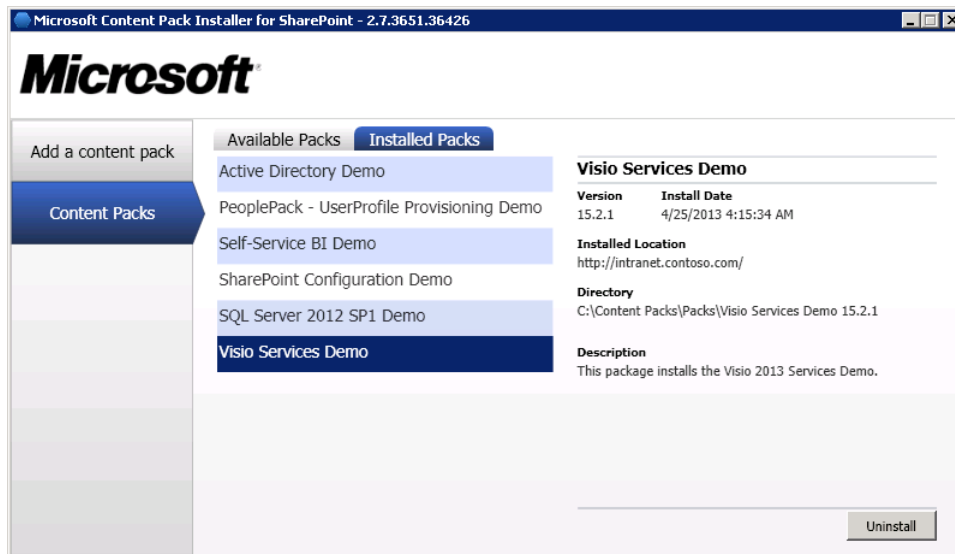 Microsoft Content Pack Installer for SharePoint - 2.7.3651.36426
Microsoft®
Add a content pack
Content Packs
Available Packs Installed Packs
Active Directory Demo
PeoplePack - UserProfile Provisioning Demo
Self-Service BI Demo
SharePoint Configuration Demo
SQL Server 2012 SP1 Demo
Visio Services Demo
Visio Services Demo
Version Install Date
15.2.1 4/25/2013 4:15:34 AM
Installed Location
http://intranet.contoso.com/
Directory
C:\Content Packs\Packs\Visio Services Demo 15.2.1
Description
This package installs the Visio 2013 Services Demo.
Uninstall